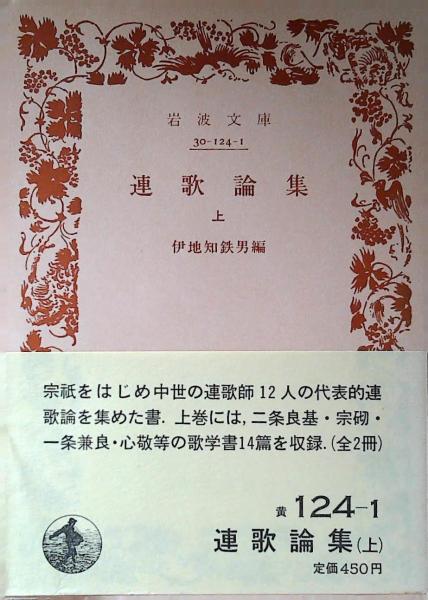 岩波文庫
30-124-1
連歌論集
上
伊地知鉄男編
宗祇をはじめ中世の連歌師12人の代表的連
歌論を集めた書．上巻には，二条良基・宗砌・
一条兼良・心敬等の歌学書14篇を収録．(全2冊)
黄 124-1
連歌論集(上)
定価450円